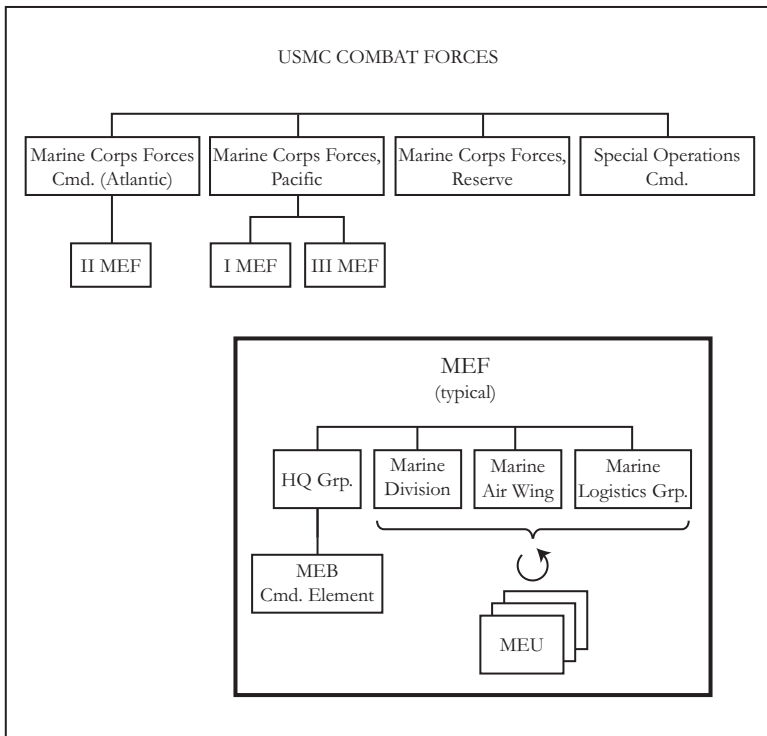 USMC COMBAT FORCES
Marine Corps Forces
Cmd. (Atlantic)
Marine Corps Forces,
Pacific
Marine Corps Forces,
Reserve
Special Operations
Cmd.
II MEF
I MEF
III MEF
MEF
(typical)
HQ Grp.
Marine
Division
Marine
Air Wing
Marine
Logistics Grp.
MEB
Cmd. Element
MEU